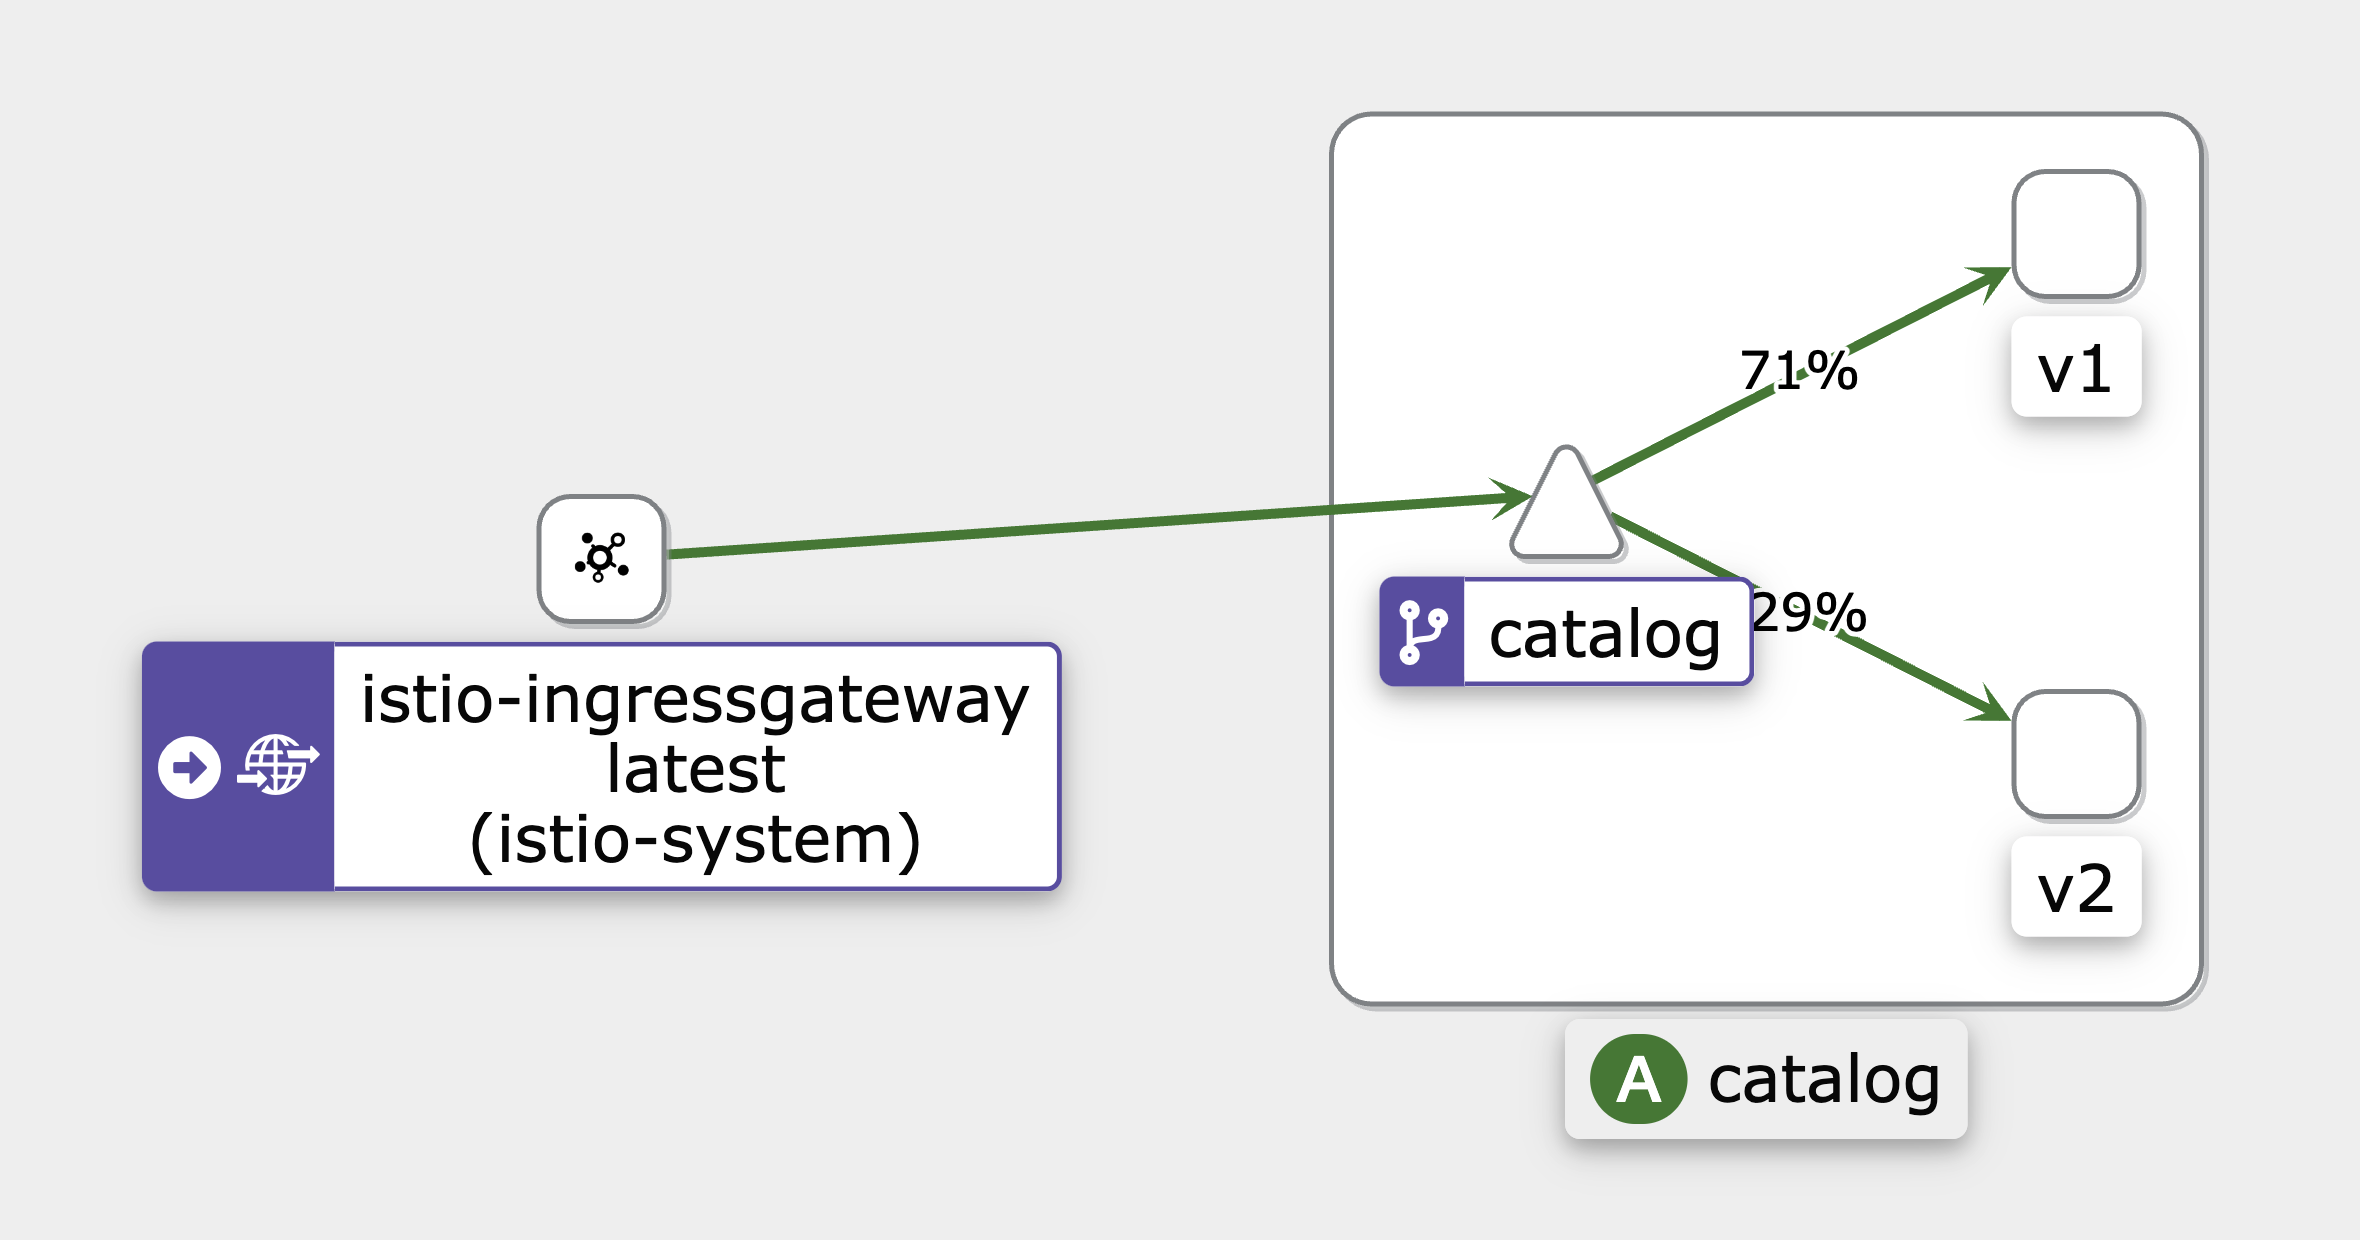 istio-ingressgateway
latest
(istio-system)
catalog
71%
29%
v1
v2
A catalog